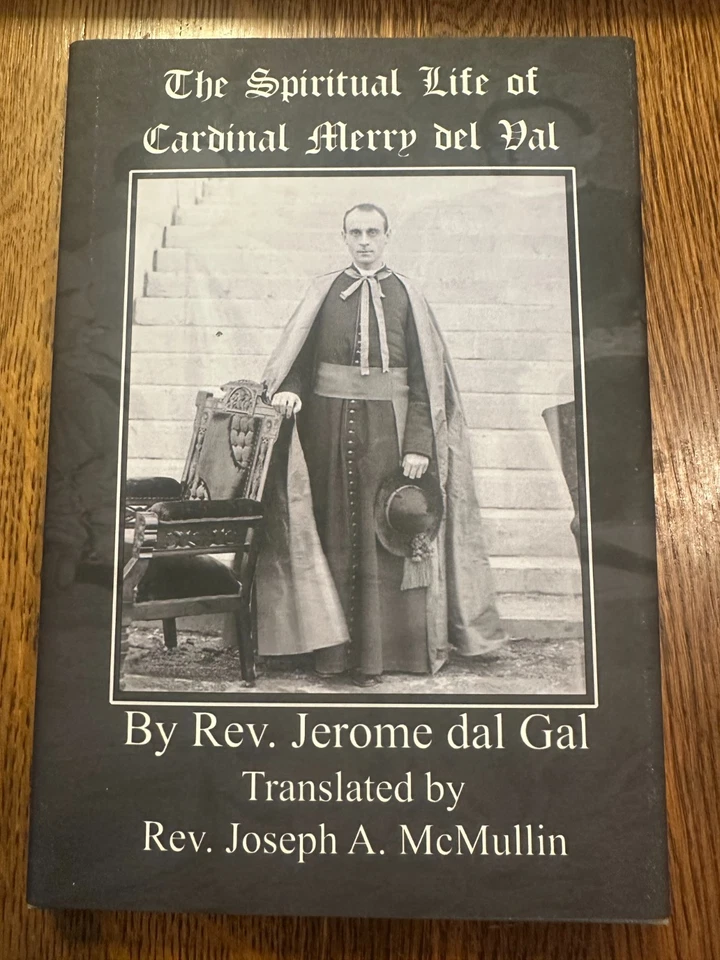 The Spiritual Life of
Cardinal Merry del Val
By Rev. Jerome dal Gal
Translated by
Rev. Joseph A. McMullin